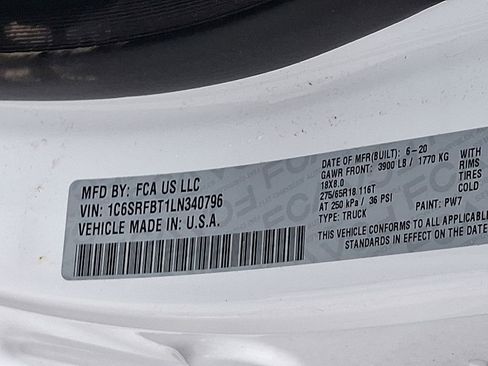 MFD BY: FCA US LLC
VIN: 1C6SRFBT1LN340796
VEHICLE MADE IN: U.S.A.
DATE OF MFR(BUILT): 6-20
GAWR FRONT: 3900 LB / 1770 KG WITH
18X8.0 RIMS
275/65R18 116T TIRES
AT 250 kPa / 36 PSI COLD
TYPE: TRUCK PAINT: PW7
THIS VEHICLE CONFORMS TO ALL APPLICABLE
STANDARDS IN EFFECT ON THE DATE